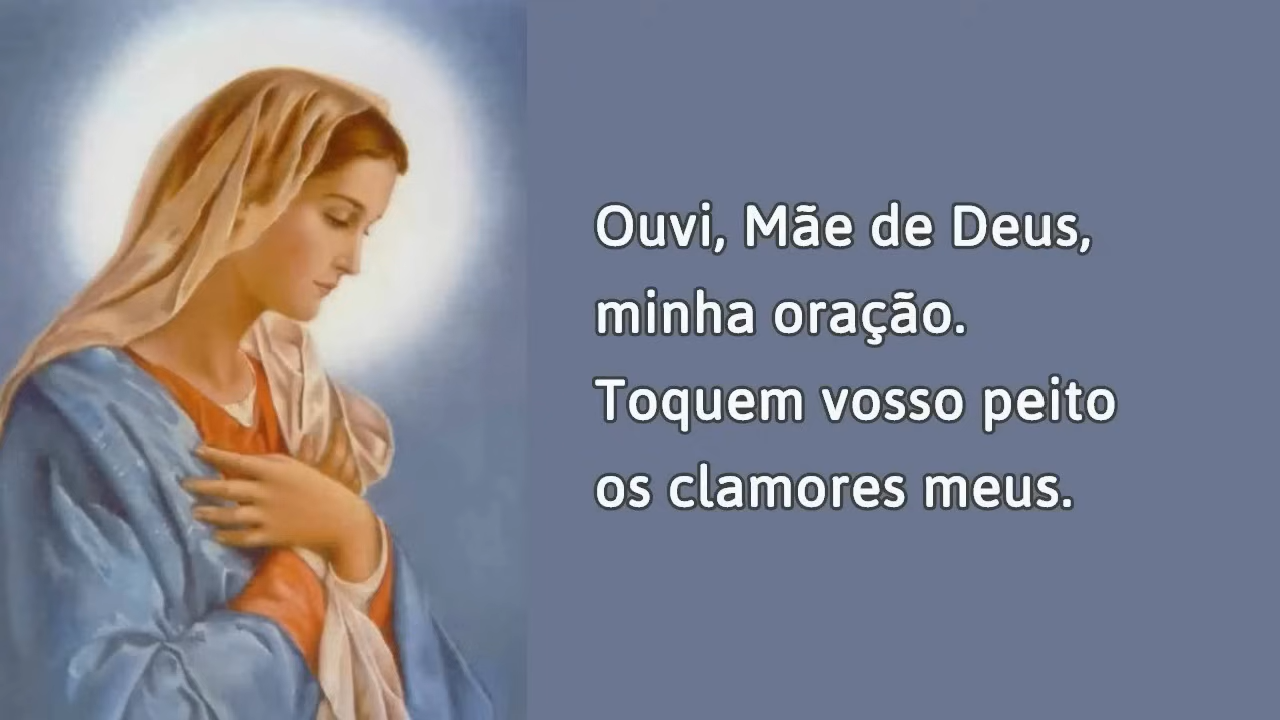 Ouvi, Mãe de Deus,
minha oração.
Toquem vosso peito
os clamores meus.